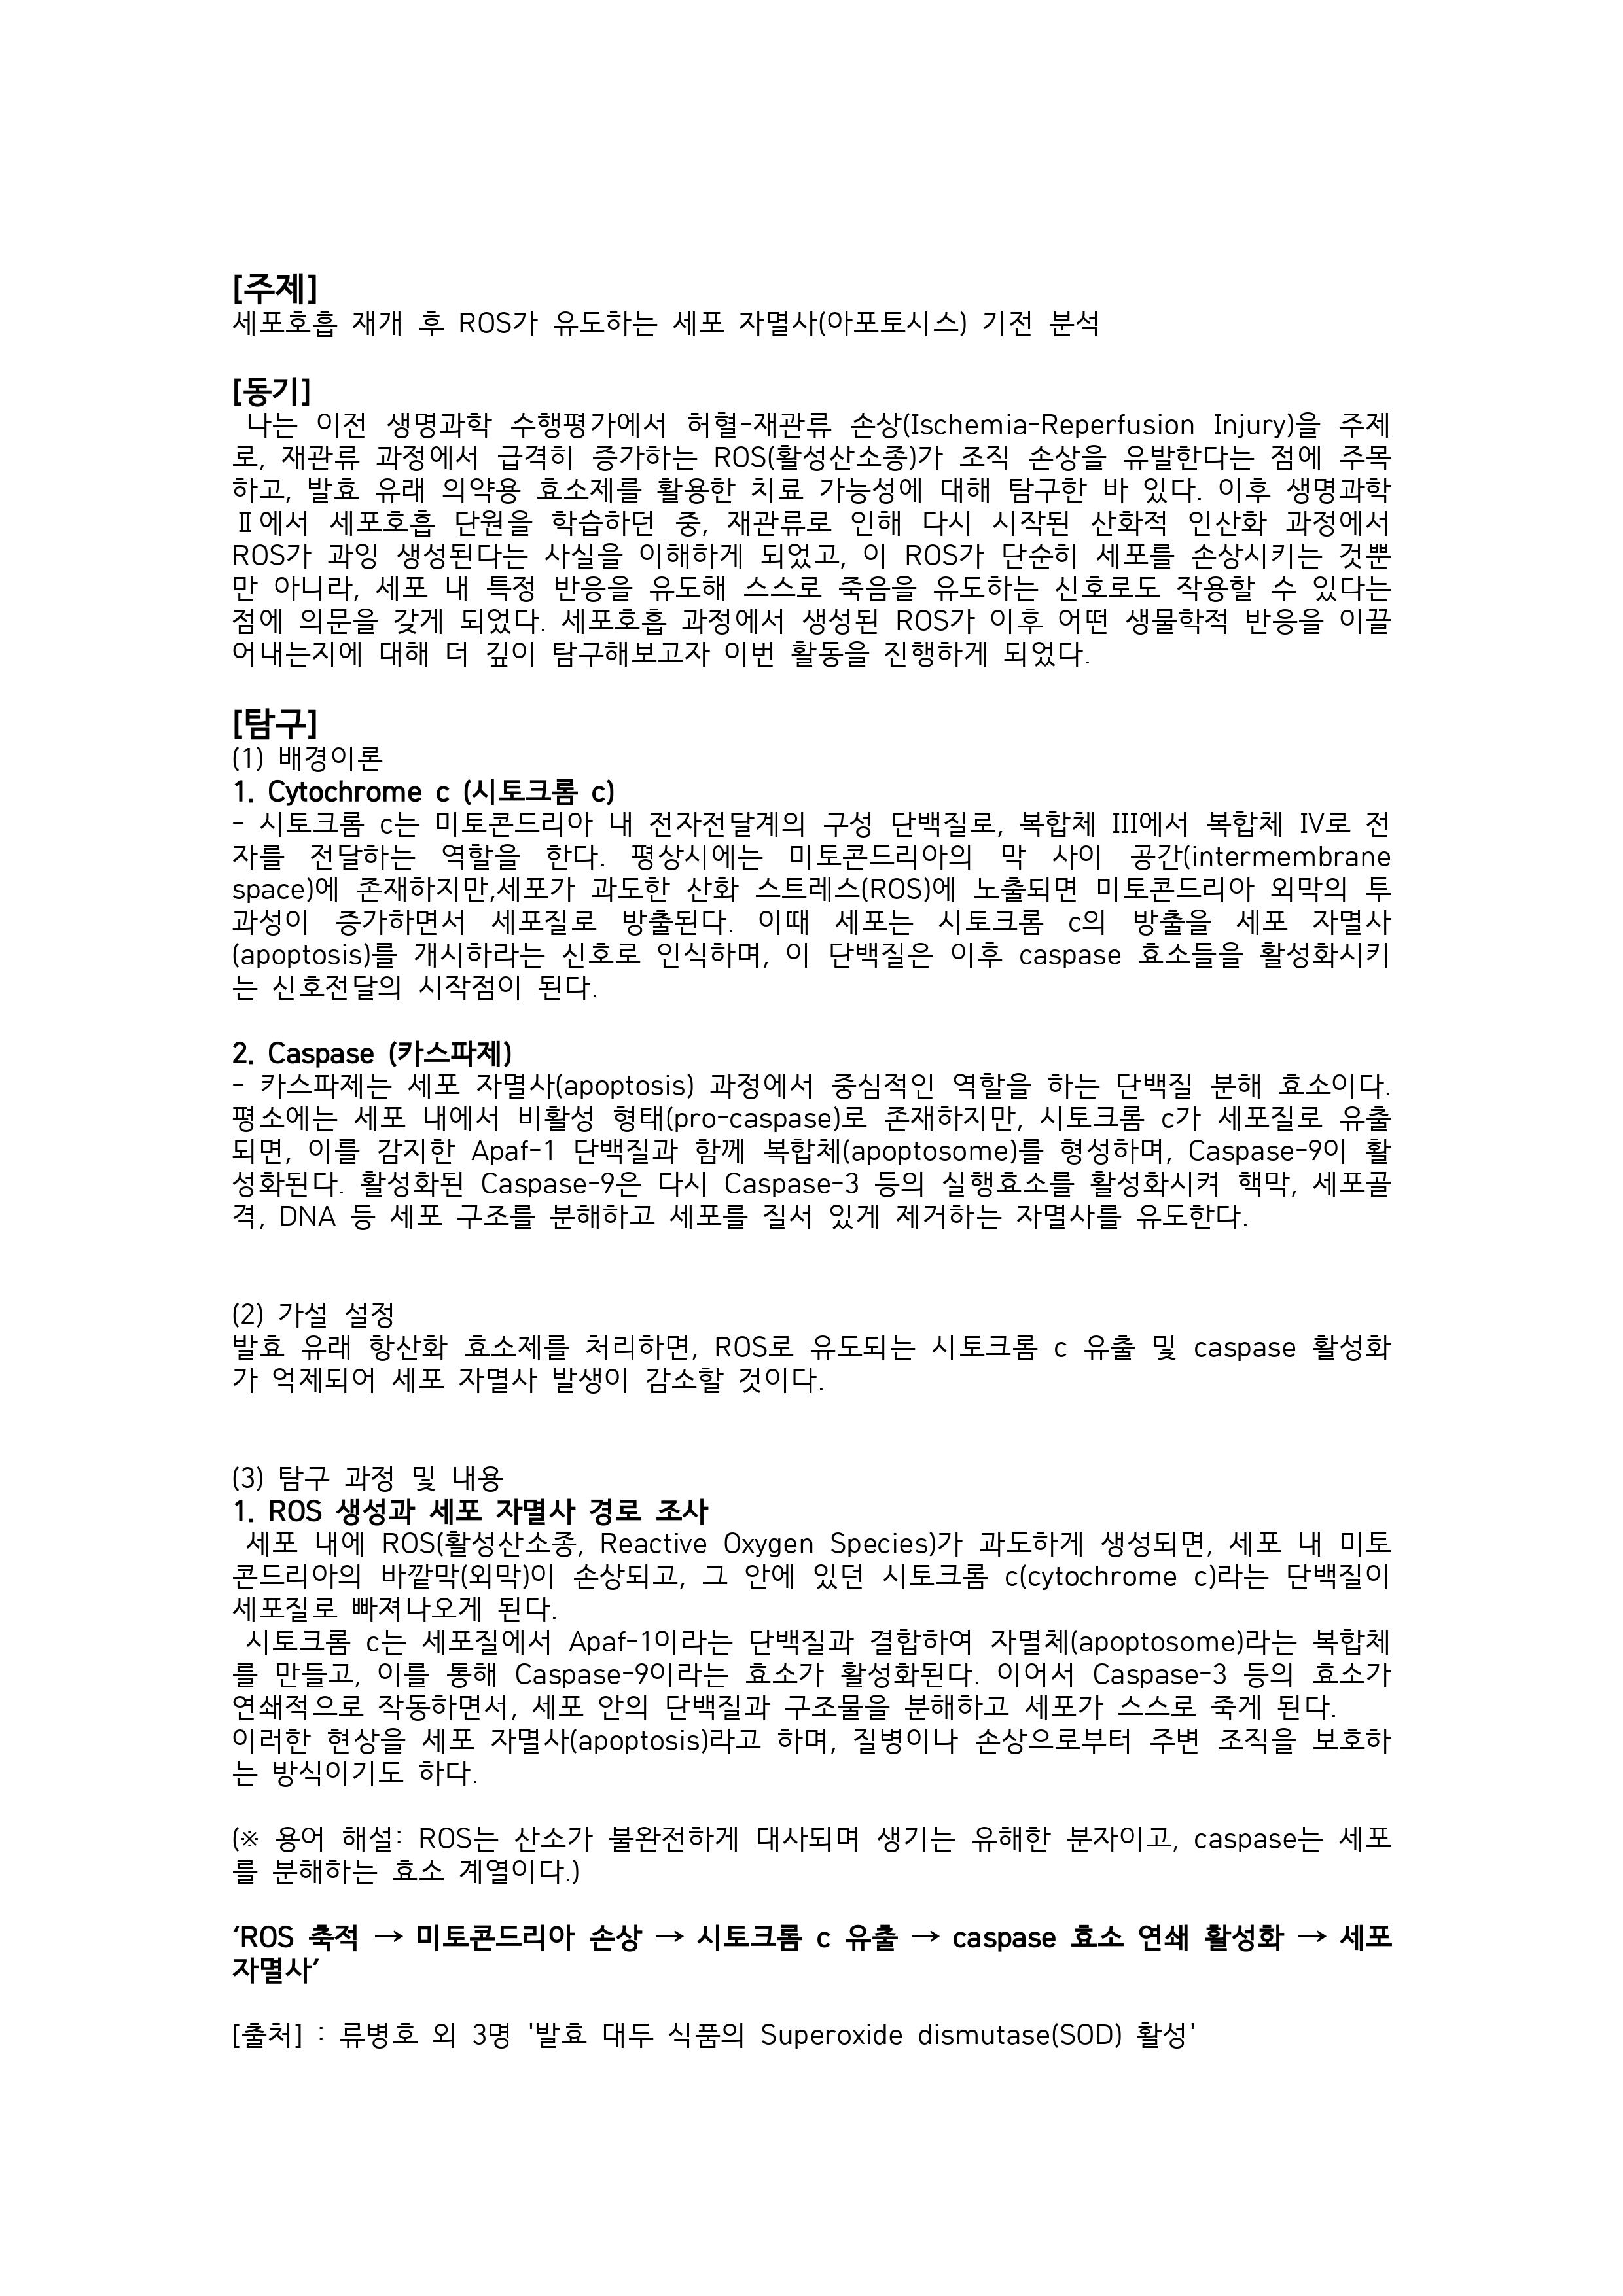 [주제]
세포호흡 재개 후 ROS가 유도하는 세포 자멸사(아포토시스) 기전 분석
[동기]
나는 이전 생명과학 수행평가에서 허혈-재관류 손상(Ischemia-Reperfusion Injury)을 주제
로, 재관류 과정에서 급격히 증가하는 ROS(활성산소종)가 조직 손상을 유발한다는 점에 주목
하고, 발효 유래 의약용 효소제를 활용한 치료 가능성에 대해 탐구한 바 있다. 이후 생명과학
Ⅱ에서 세포호흡 단원을 학습하던 중, 재관류로 인해 다시 시작된 산화적 인산화 과정에서
ROS가 과잉 생성된다는 사실을 이해하게 되었고, 이 ROS가 단순히 세포를 손상시키는 것뿐
만 아니라, 세포 내 특정 반응을 유도해 스스로 죽음을 유도하는 신호로도 작용할 수 있다는
점에 의문을 갖게 되었다. 세포호흡 과정에서 생성된 ROS가 이후 어떤 생물학적 반응을 이끌
어내는지에 대해 더 깊이 탐구해보고자 이번 활동을 진행하게 되었다.
[탐구]
(1) 배경이론
1. Cytochrome c (시토크롬 c)
- 시토크롬 c는 미토콘드리아 내 전자전달계의 구성 단백질로, 복합체 III에서 복합체 IV로 전
자를 전달하는 역할을 한다. 평상시에는 미토콘드리아의 막 사이 공간(intermembrane
space)에 존재하지만,세포가 과도한 산화 스트레스(ROS)에 노출되면 미토콘드리아 외막의 투
과성이 증가하면서 세포질로 방출된다. 이때 세포는 시토크롬 c의 방출을 세포 자멸사
(apoptosis)를 개시하라는 신호로 인식하며, 이 단백질은 이후 caspase 효소들을 활성화시키
는 신호전달의 시작점이 된다.
2. Caspase (카스파제)
- 카스파제는 세포 자멸사(apoptosis) 과정에서 중심적인 역할을 하는 단백질 분해 효소이다.
평소에는 세포 내에서 비활성 형태(pro-caspase)로 존재하지만, 시토크롬 c가 세포질로 유출
되면, 이를 감지한 Apaf-1 단백질과 함께 복합체(apoptosome)를 형성하며, Caspase-9이 활
성화된다. 활성화된 Caspase-9은 다시 Caspase-3 등의 실행효소를 활성화시켜 핵막, 세포골
격, DNA 등 세포 구조를 분해하고 세포를 질서 있게 제거하는 자멸사를 유도한다.
(2) 가설 설정
발효 유래 항산화 효소제를 처리하면, ROS로 유도되는 시토크롬 c 유출 및 caspase 활성화
가 억제되어 세포 자멸사 발생이 감소할 것이다.
(3) 탐구 과정 및 내용
1. ROS 생성과 세포 자멸사 경로 조사
세포 내에 ROS(활성산소종, Reactive Oxygen Species)가 과도하게 생성되면, 세포 내 미토
콘드리아의 바깥막(외막)이 손상되고, 그 안에 있던 시토크롬 c(cytochrome c)라는 단백질이
세포질로 빠져나오게 된다.
시토크롬 c는 세포질에서 Apaf-1이라는 단백질과 결합하여 자멸체(apoptosome)라는 복합체
를 만들고, 이를 통해 Caspase-9이라는 효소가 활성화된다. 이어서 Caspase-3 등의 효소가
연쇄적으로 작동하면서, 세포 안의 단백질과 구조물을 분해하고 세포가 스스로 죽게 된다.
이러한 현상을 세포 자멸사(apoptosis)라고 하며, 질병이나 손상으로부터 주변 조직을 보호하
는 방식이기도 하다.
(※ 용어 해설: ROS는 산소가 불완전하게 대사되며 생기는 유해한 분자이고, caspase는 세포
를 분해하는 효소 계열이다.)
‘ROS 축적 → 미토콘드리아 손상 → 시토크롬 c 유출 → caspase 효소 연쇄 활성화 → 세포
자멸사’
[출처] : 류병호 외 3명 '발효 대두 식품의 Superoxide dismutase(SOD) 활성'